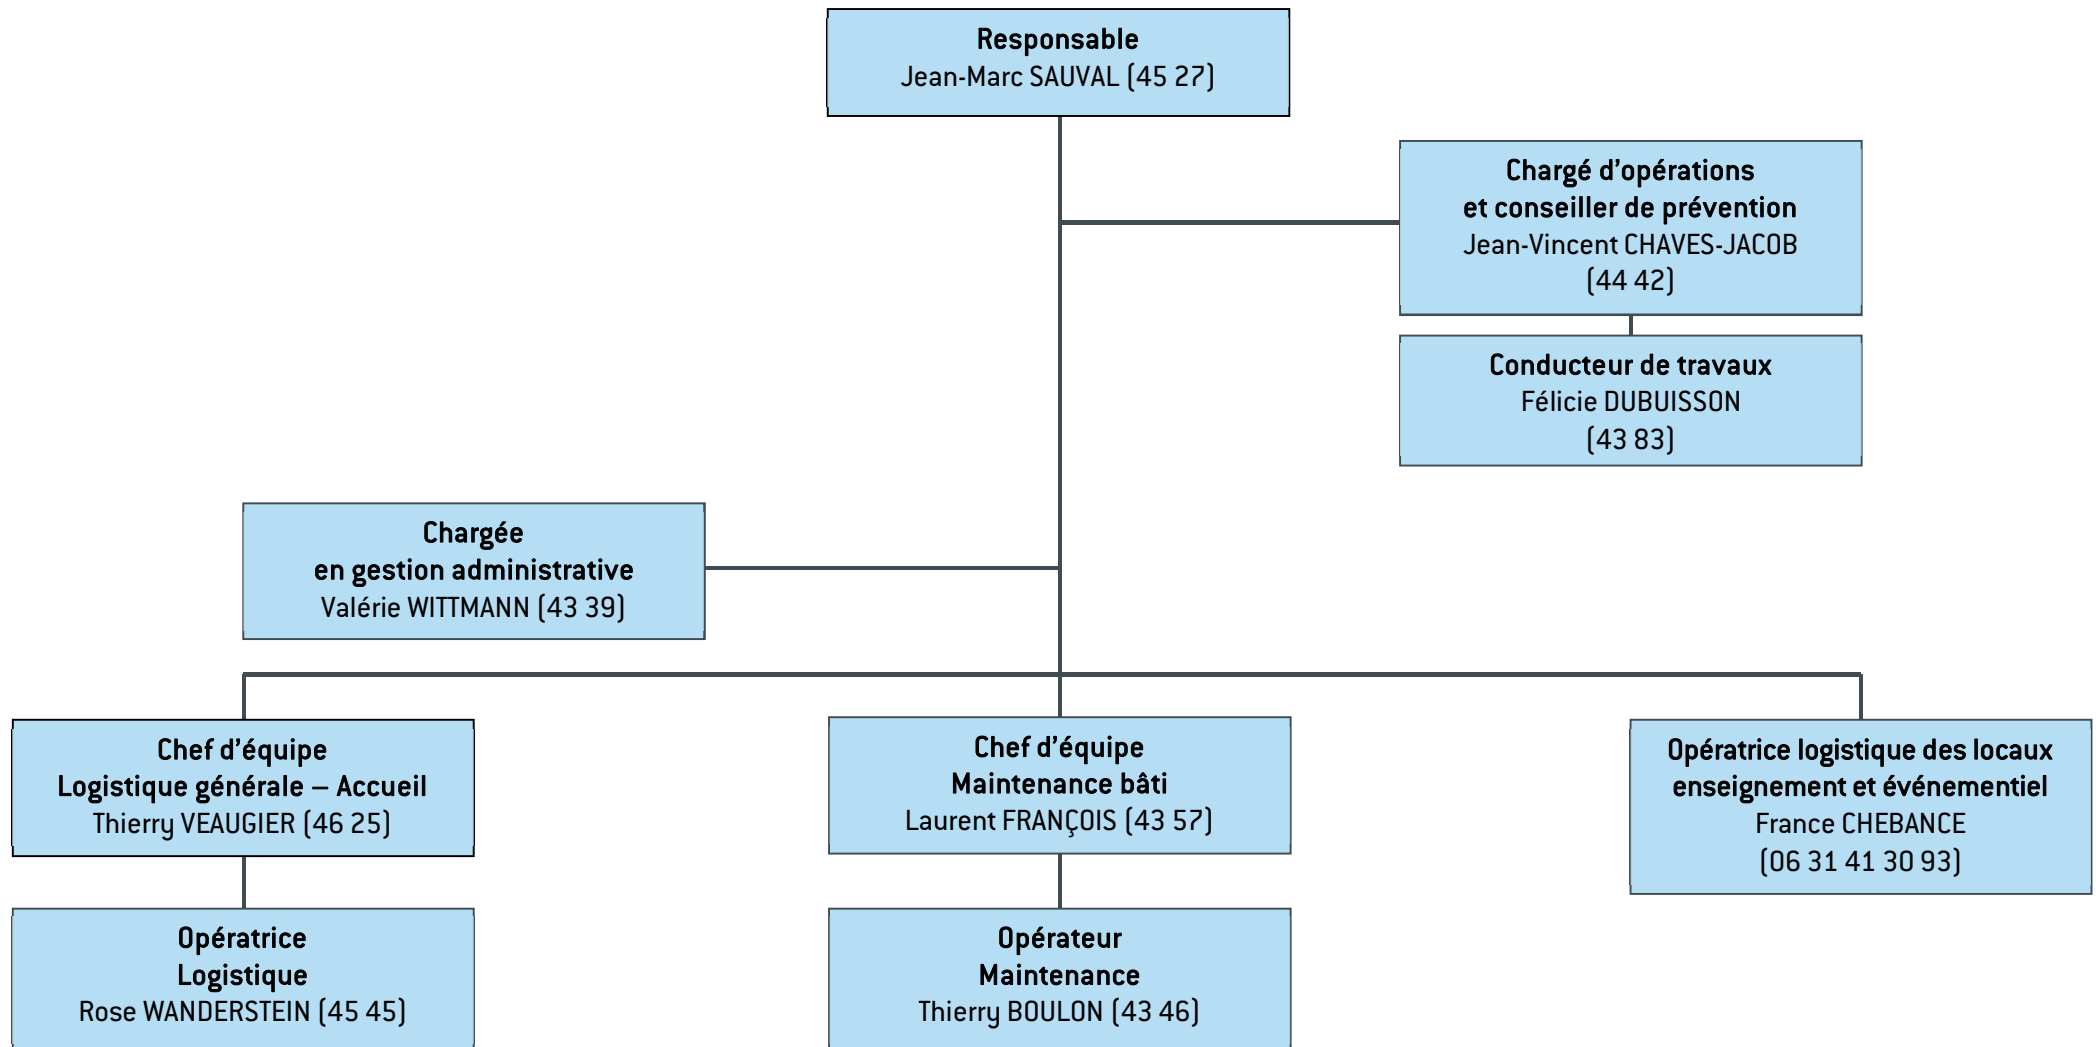 Responsable
Jean-Marc SAUVAL (45 27)
Chargé d'opérations
et conseiller de prévention
Jean-Vincent CHAVES-JACOB
(44 42)
Conducteur de travaux
Félicie DUBUISSON
(43 83)
Chargée
en gestion administrative
Valérie WITTMANN (43 39)
Chef d'équipe
Logistique générale – Accueil
Thierry VEAUGIER (46 25)
Chef d'équipe
Maintenance bâti
Laurent FRANÇOIS (43 57)
Opératrice logistique des locaux
enseignement et événementiel
France CHEBANCE
(06 31 41 30 93)
Opératrice
Logistique
Rose WANDERSTEIN (45 45)
Opérateur
Maintenance
Thierry BOULON (43 46)